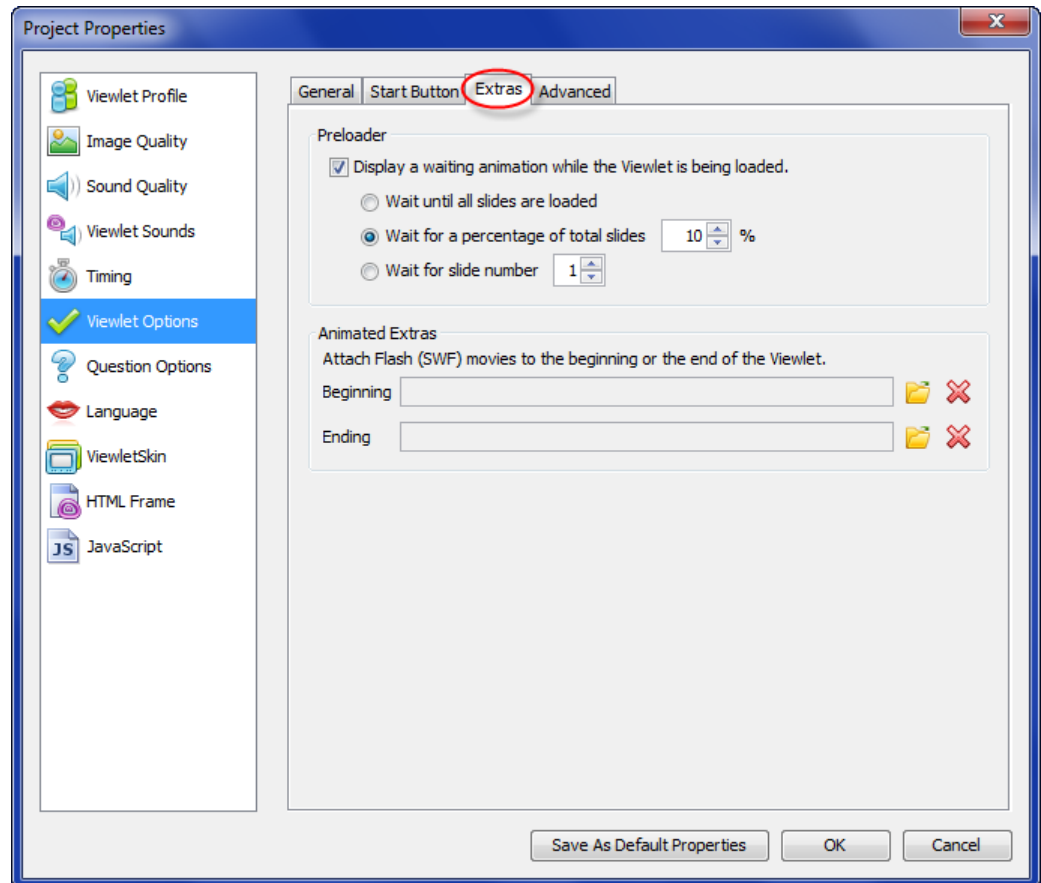 Project Properties
x
Viewlet Profile
Image Quality
Sound Quality
Viewlet Sounds
Timing
Viewlet Options
Question Options
Language
ViewletSkin
HTML Frame
JS JavaScript
General Start Button Extras Advanced
Preloader
Display a waiting animation while the Viewlet is being loaded.
Wait until all slides are loaded
Wait for a percentage of total slides 10 %
Wait for slide number 1
Animated Extras
Attach Flash (SWF) movies to the beginning or the end of the Viewlet.
Beginning
Ending
Save As Default Properties OK Cancel